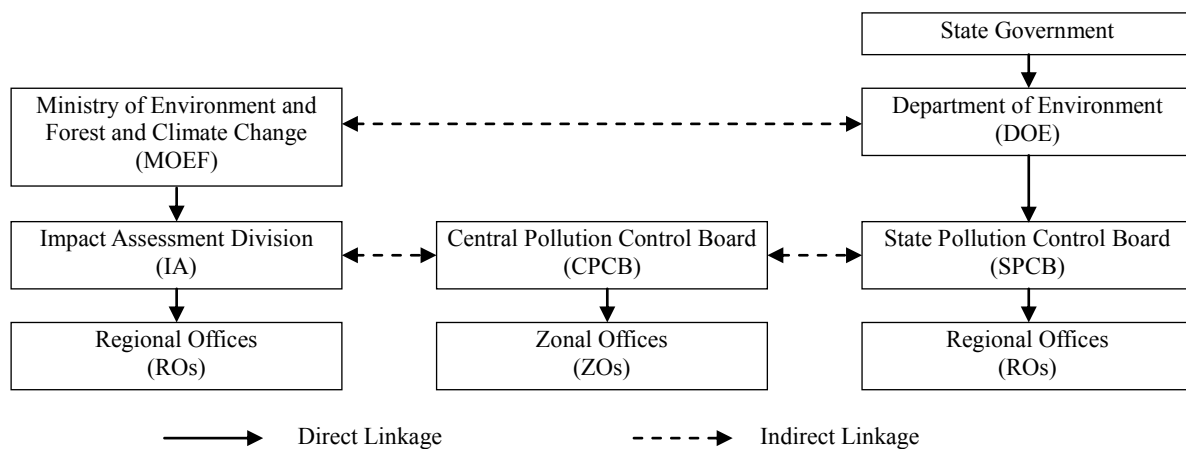 State Government
Ministry of Environment and
Forest and Climate Change
(MOEF)
Department of Environment
(DOE)
Impact Assessment Division
(IA)
Central Pollution Control Board
(CPCB)
State Pollution Control Board
(SPCB)
Regional Offices
(ROs)
Zonal Offices
(ZOs)
Regional Offices
(ROs)
Direct Linkage
Indirect Linkage